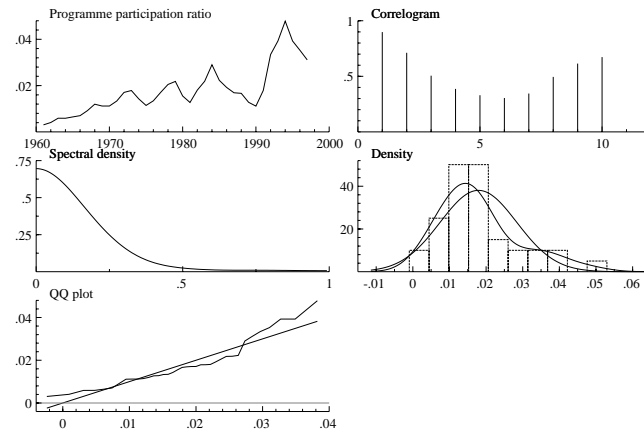 Programme participation ratio
.04
.02
1960 1970 1980 1990 2000
Correlogram
1
.5
0 5 10
Spectral density
.75
.5
.25
0 .5 1
Density
40
20
-.01 0 .01 .02 .03 .04 .05 .06
QQ plot
0.04
0.02
0
0 .01 .02 .03 .04